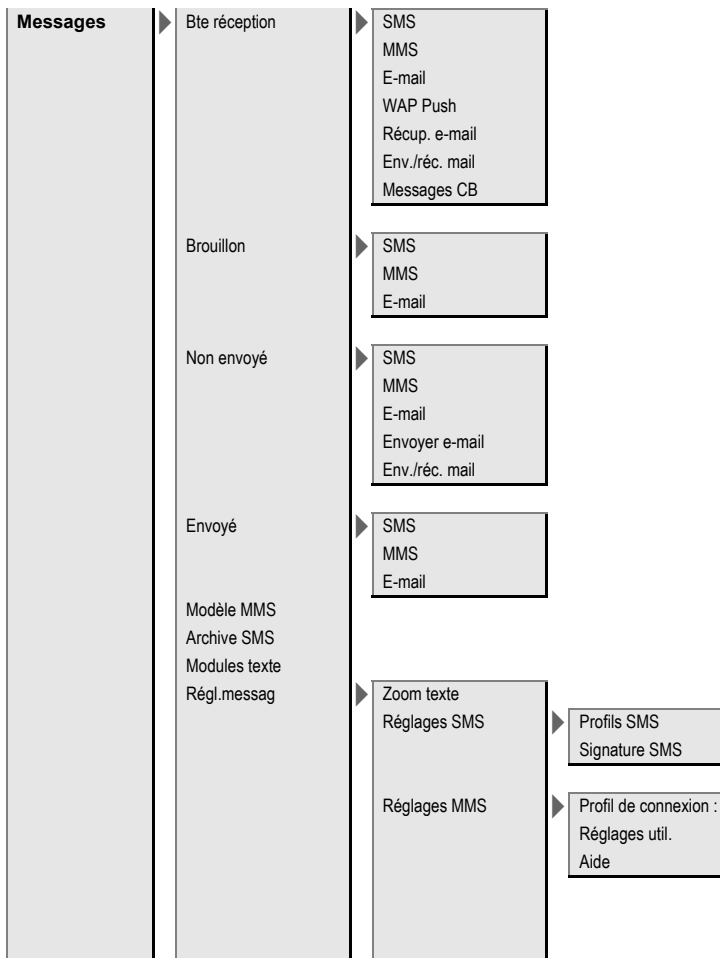 Messages
Bte réception
SMS
MMS
E-mail
WAP Push
Récup. e-mail
Env./réc. mail
Messages CB
Brouillon
SMS
MMS
E-mail
Non envoyé
SMS
MMS
E-mail
Envoyer e-mail
Env./réc. mail
Envoyé
SMS
MMS
E-mail
Modèle MMS
Archive SMS
Modules texte
Régl.messag
Zoom texte
Réglages SMS
Profils SMS
Signature SMS
Réglages MMS
Profil de connexion :
Réglages util.
Aide